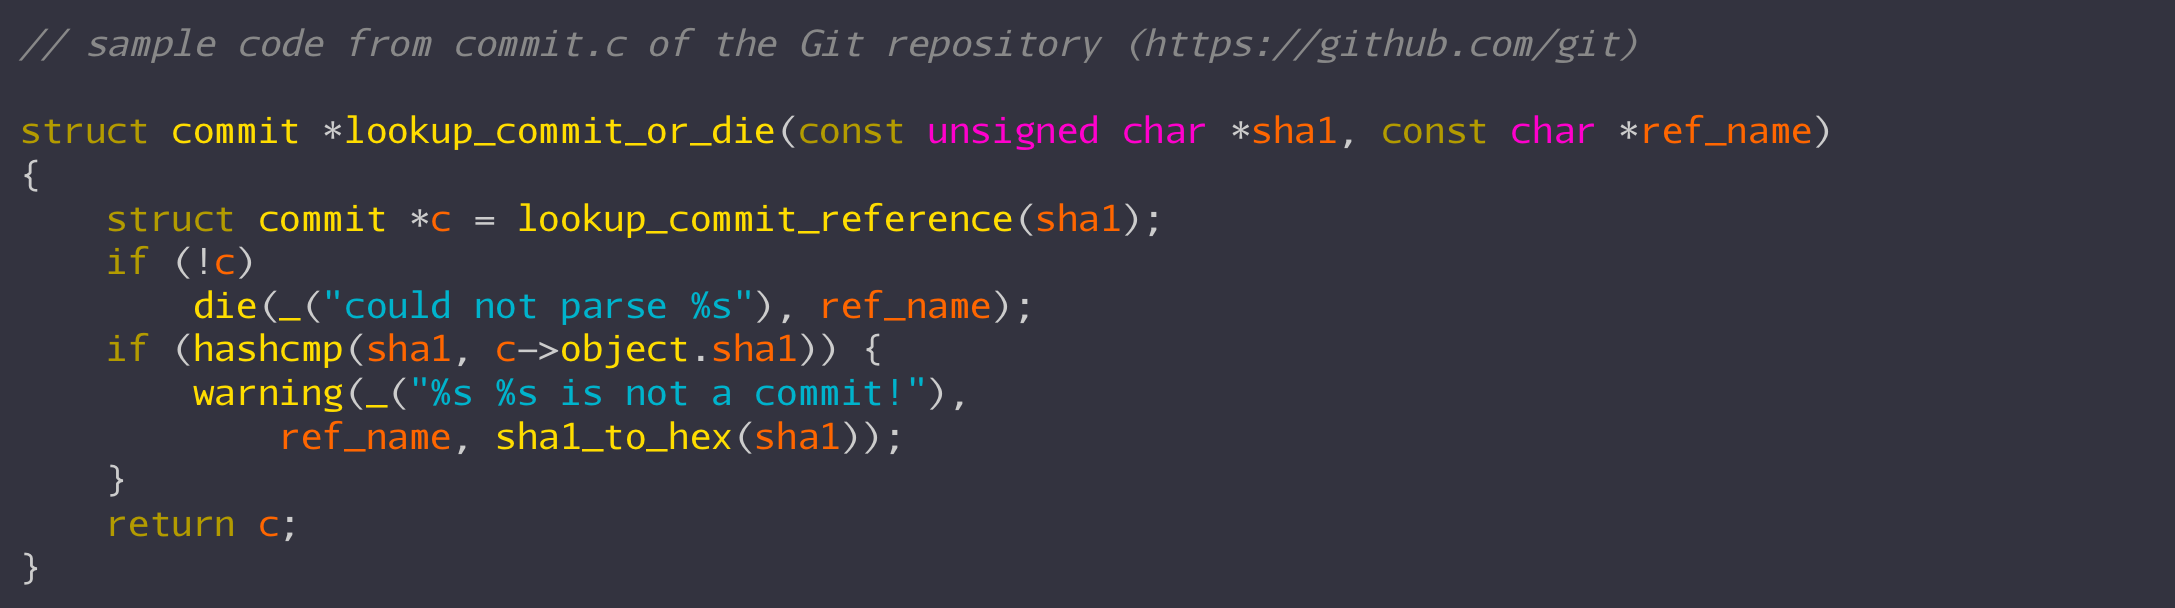 // sample code from commit.c of the Git repository (https://github.com/git)

struct commit *lookup_commit_or_die(const unsigned char *sha1, const char *ref_name)
{
    struct commit *c = lookup_commit_reference(sha1);
    if (!c)
        die(_("could not parse %s"), ref_name);
    if (hashcmp(sha1, c->object.sha1)) {
        warning(_("%s %s is not a commit!"),
            ref_name, sha1_to_hex(sha1));
    }
    return c;
}